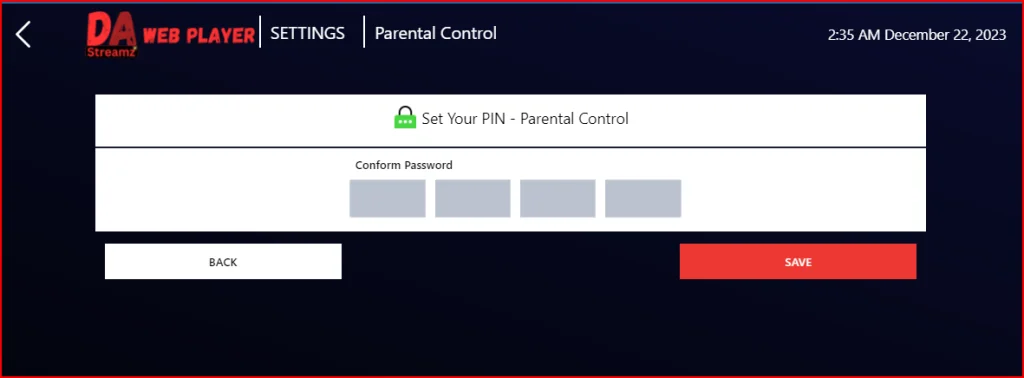 DA WEB PLAYER SETTINGS Parental Control 2:35 AM December 22, 2023
Streamz
Set Your PIN - Parental Control
Conform Password
BACK SAVE